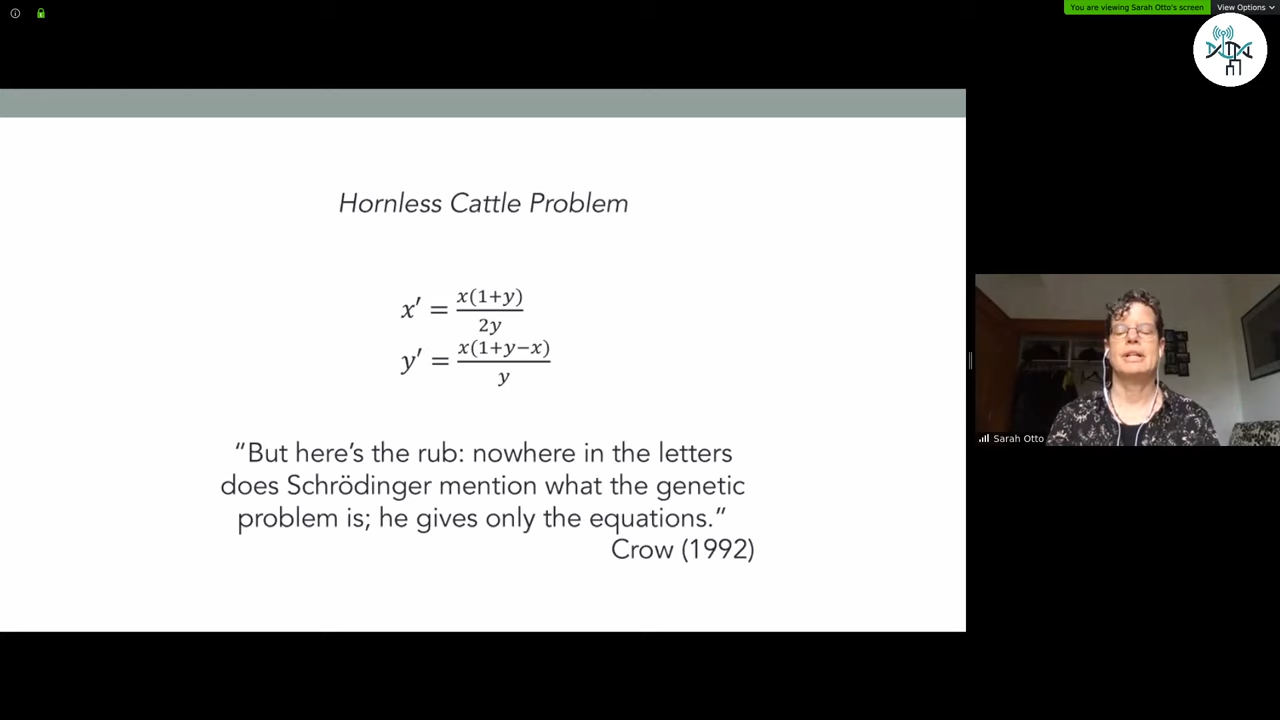 You are viewing Sarah Otto's screen
View Options
Hornless Cattle Problem
x′ = x(1+y) / 2y
y′ = x(1+y−x) / y
“But here’s the rub: nowhere in the letters
does Schrödinger mention what the genetic
problem is; he gives only the equations.”
Crow (1992)
Sarah Otto